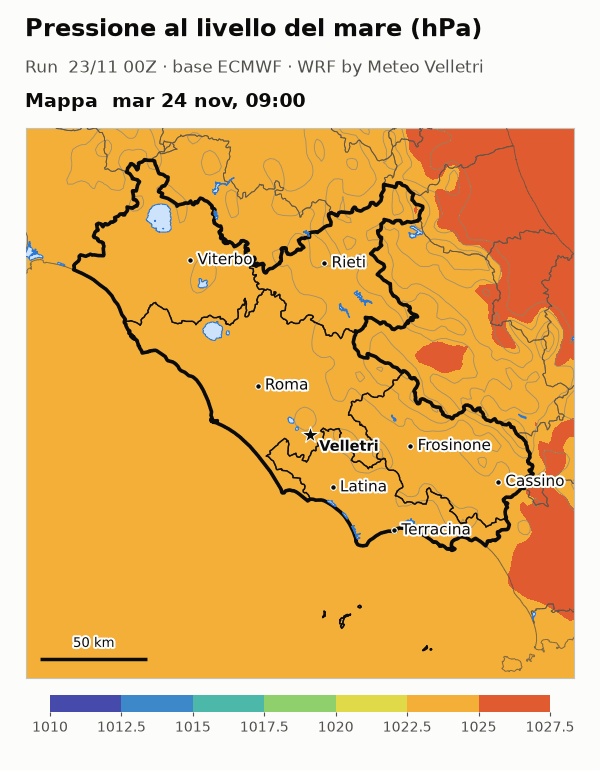 Pressione al livello del mare (hPa)
Run  23/11 00Z · base ECMWF · WRF by Meteo Velletri
Mappa  mar 24 nov, 09:00
Viterbo
Rieti
Roma
Velletri
Frosinone
Cassino
Latina
Terracina
50 km
1010 1012.5 1015 1017.5 1020 1022.5 1025 1027.5